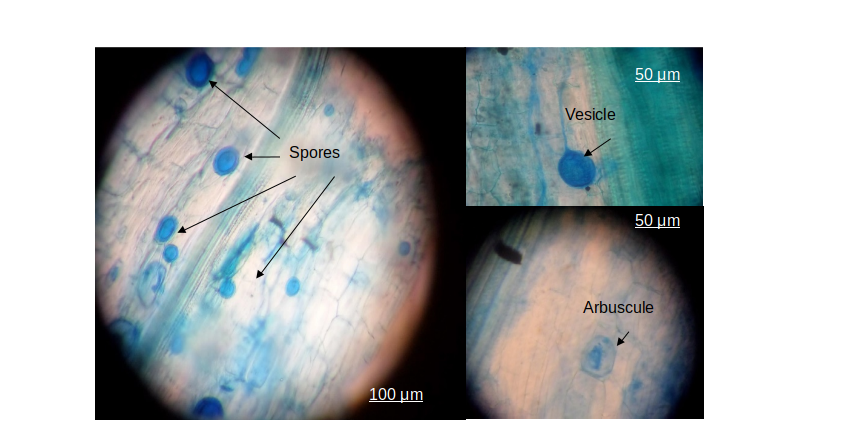 Spores
100 µm
50 µm
Vesicle
50 µm
Arbuscule